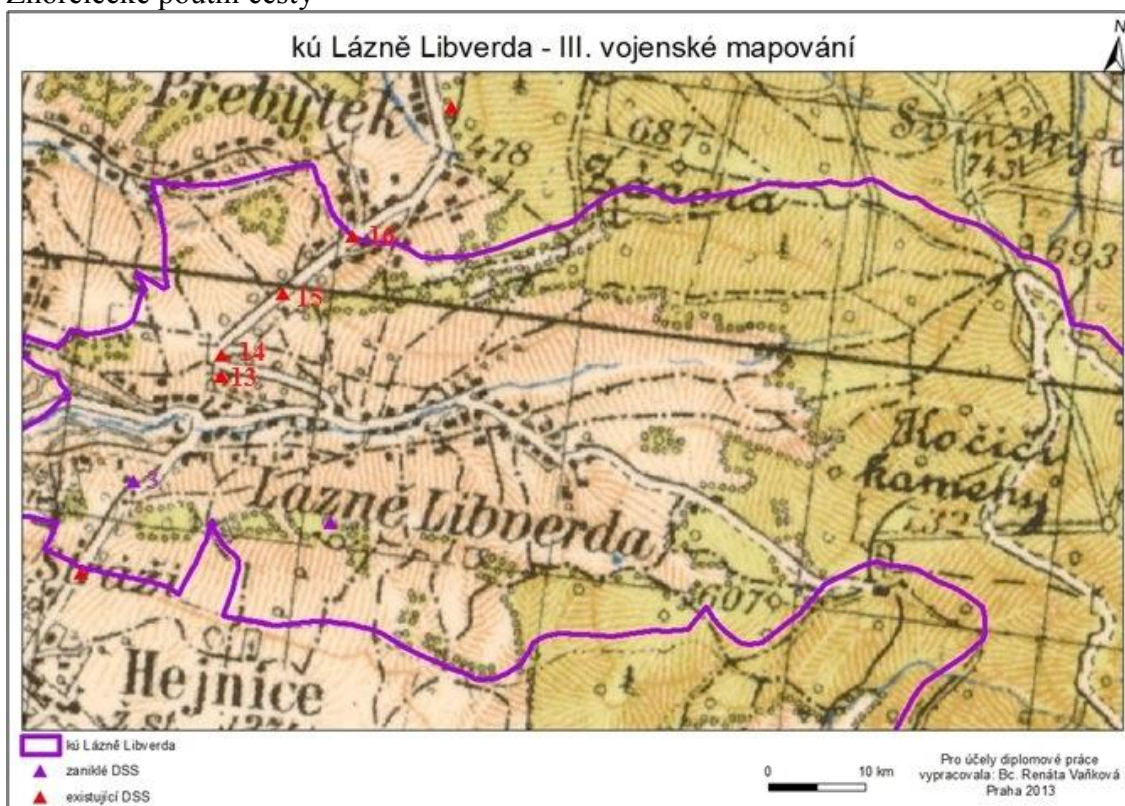 Zhořelecké poutní cesty
kú Lázně Libverda - III. vojenské mapování
N
Přebytek
478
687
743
693
16
15
14
13
3
Lázně Libverda
Kočičí
kameny
732
607
Hejnice
kú Lázně Libverda
zaniklé DSS
existující DSS
0 10 km
Pro účely diplomové práce
vypracovala: Bc. Renáta Vaňková
Praha 2013